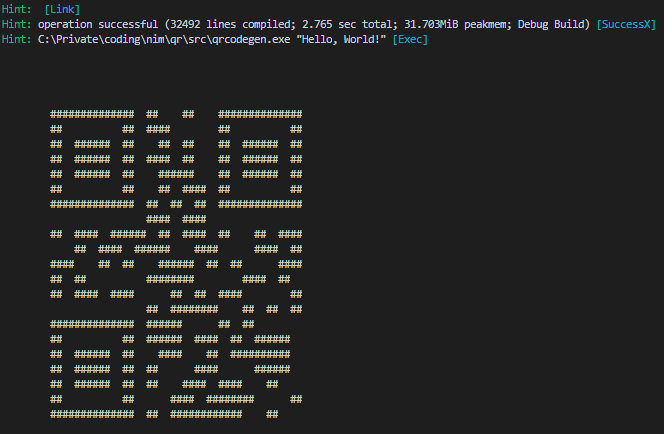 Hint:  [Link]
Hint: operation successful (32492 lines compiled; 2.765 sec total; 31.703MiB peakmem; Debug Build) [SuccessX]
Hint: C:\Private\coding\nim\qr\src\qrcodegen.exe "Hello, World!" [Exec]
        ##############  ##    ##    ##############
        ##          ##  ####        ##          ##
        ##  ######  ##    ##  ##    ##  ######  ##
        ##  ######  ##  ####  ##    ##  ######  ##
        ##  ######  ##    ######    ##  ######  ##
        ##          ##    ##  ####  ##          ##
        ##############  ##  ##  ##  ##############
                        ####  ####
        ##  ####  ######  ##  ####  ##    ##  ####
            ##  ####  ######    ####      ####  ##
        ####    ##  ##    ######  ##  ##      ####
        ##  ##          ########        ####  ##
        ##  ####  ####      ##  ##  ####        ##
                        ##  ########    ##  ##  ##
        ##############  ######      ##  ##
        ##          ##  ######  ####  ##  ######
        ##  ######  ##    ####    ##  ##########
        ##  ######  ##  ##      ####      ######
        ##  ######  ##  ##    ####  ####    ##
        ##          ##      ####  ########      ##
        ##############  ##  ############    ##